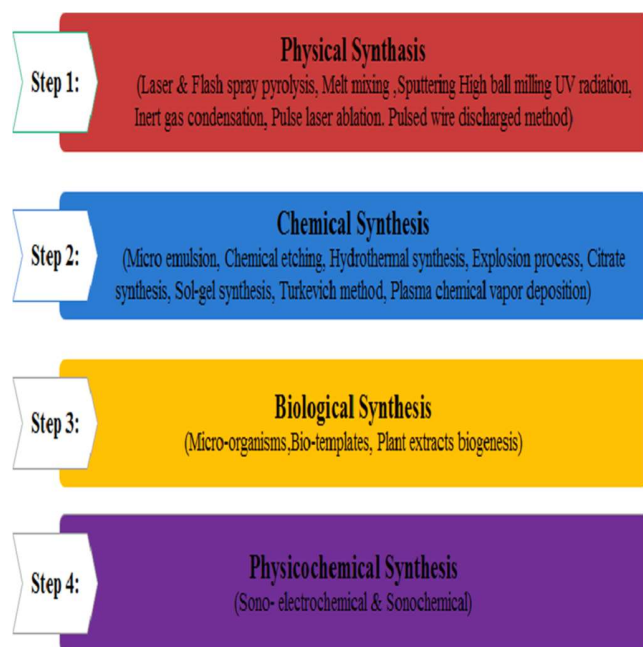 Physical Synthasis
Step 1:
(Laser & Flash spray pyrolysis, Melt mixing ,Sputtering High ball milling UV radiation,
Inert gas condensation, Pulse laser ablation. Pulsed wire discharged method)
Chemical Synthesis
Step 2:
(Micro emulsion, Chemical etching, Hydrothermal synthesis, Explosion process, Citrate
synthesis, Sol-gel synthesis, Turkevich method, Plasma chemical vapor deposition)
Biological Synthesis
Step 3:
(Micro-organisms,Bio-templates, Plant extracts biogenesis)
Physicochemical Synthesis
Step 4:
(Sono- electrochemical & Sonochemical)